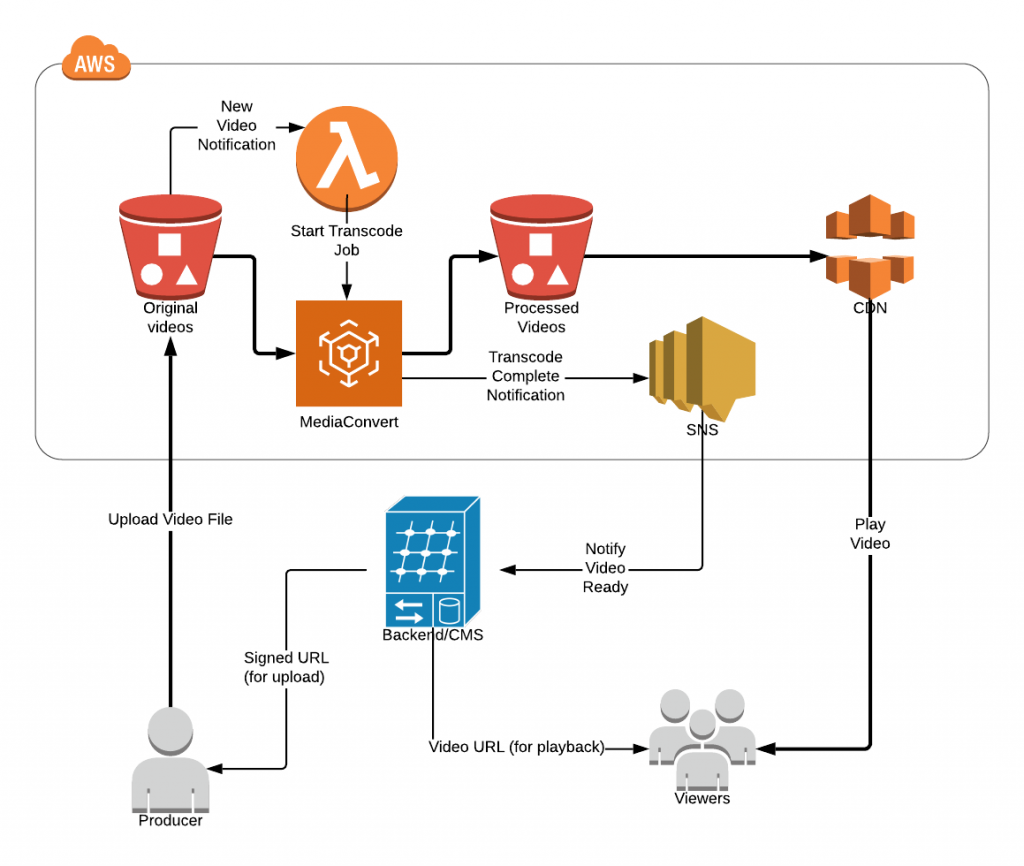 AWS
New
Video
Notification
Start Transcode
Job
Original
videos
Processed
Videos
CDN
Transcode
Complete
Notification
MediaConvert
SNS
Upload Video File
Play
Video
Notify
Video
Ready
Backend/CMS
Signed URL
(for upload)
Video URL (for playback)
Viewers
Producer